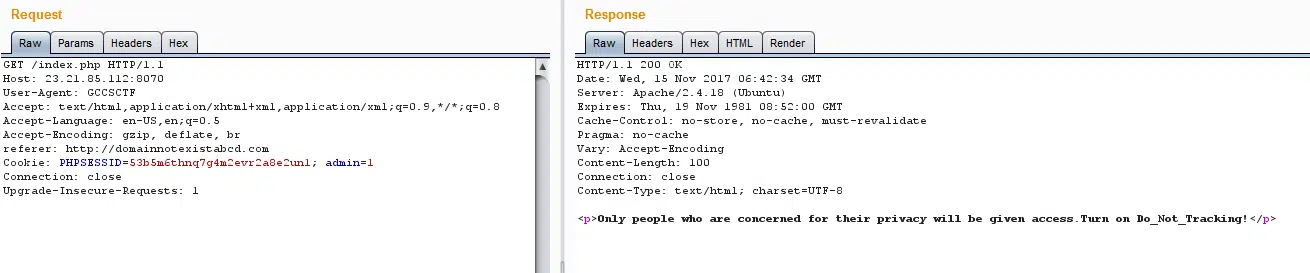 Request
Raw Params Headers Hex
GET /index.php HTTP/1.1
Host: 23.21.85.112:8070
User-Agent: GCCSCTF
Accept: text/html,application/xhtml+xml,application/xml;q=0.9,*/*;q=0.8
Accept-Language: en-US,en;q=0.5
Accept-Encoding: gzip, deflate, br
referer: http://domainnotexistabcd.com
Cookie: PHPSESSID=53b5m6thnq7g4m2evr2a8e2un1; admin=1
Connection: close
Upgrade-Insecure-Requests: 1
Response
Raw Headers Hex HTML Render
HTTP/1.1 200 OK
Date: Wed, 15 Nov 2017 06:42:34 GMT
Server: Apache/2.4.18 (Ubuntu)
Expires: Thu, 19 Nov 1981 08:52:00 GMT
Cache-Control: no-store, no-cache, must-revalidate
Pragma: no-cache
Vary: Accept-Encoding
Content-Length: 100
Connection: close
Content-Type: text/html; charset=UTF-8
<p>Only people who are concerned for their privacy will be given access.Turn on Do_Not_Tracking!</p>